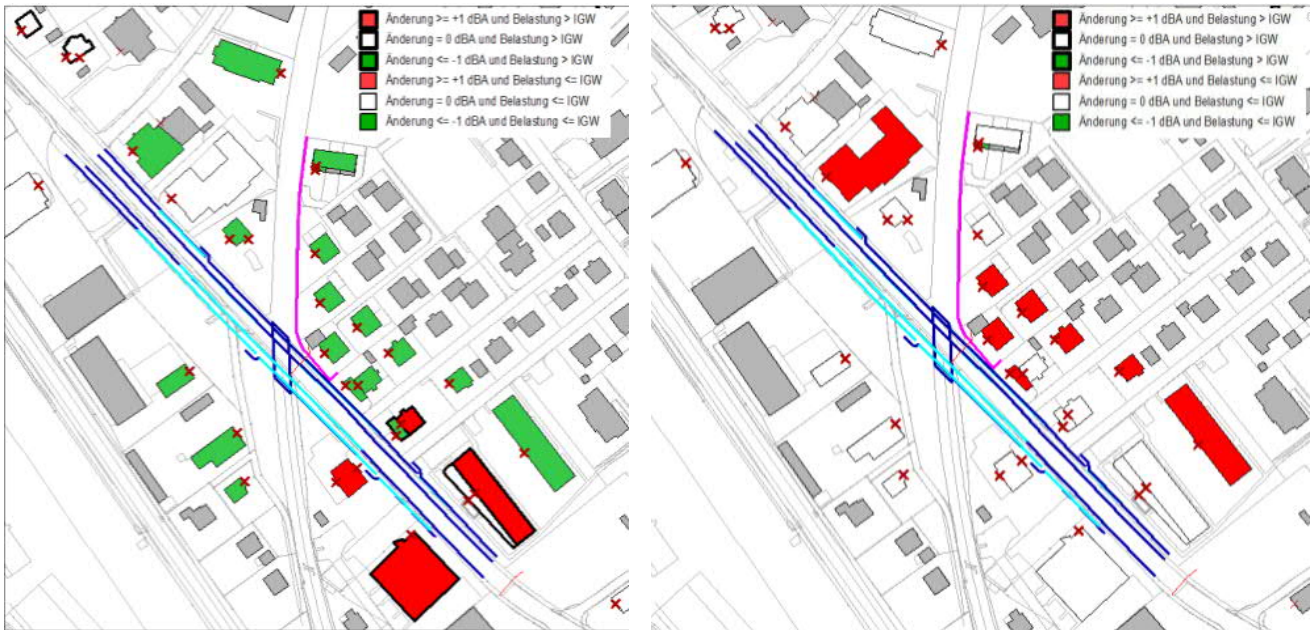 Änderung >= +1 dBA und Belastung > IGW
Änderung = 0 dBA und Belastung > IGW
Änderung <= -1 dBA und Belastung > IGW
Änderung >= +1 dBA und Belastung <= IGW
Änderung = 0 dBA und Belastung <= IGW
Änderung <= -1 dBA und Belastung <= IGW
Änderung >= +1 dBA und Belastung > IGW
Änderung = 0 dBA und Belastung > IGW
Änderung <= -1 dBA und Belastung > IGW
Änderung >= +1 dBA und Belastung <= IGW
Änderung = 0 dBA und Belastung <= IGW
Änderung <= -1 dBA und Belastung <= IGW